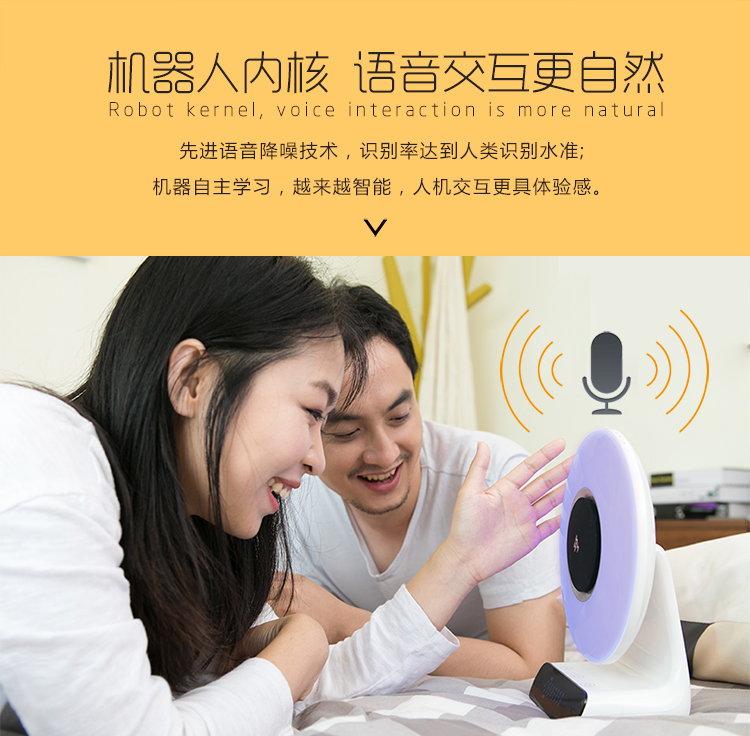 机器人内核 语音交互更自然
Robot kernel, voice interaction is more natural
先进语音降噪技术，识别率达到人类识别水准;
机器自主学习，越来越智能，人机交互更具体验感。